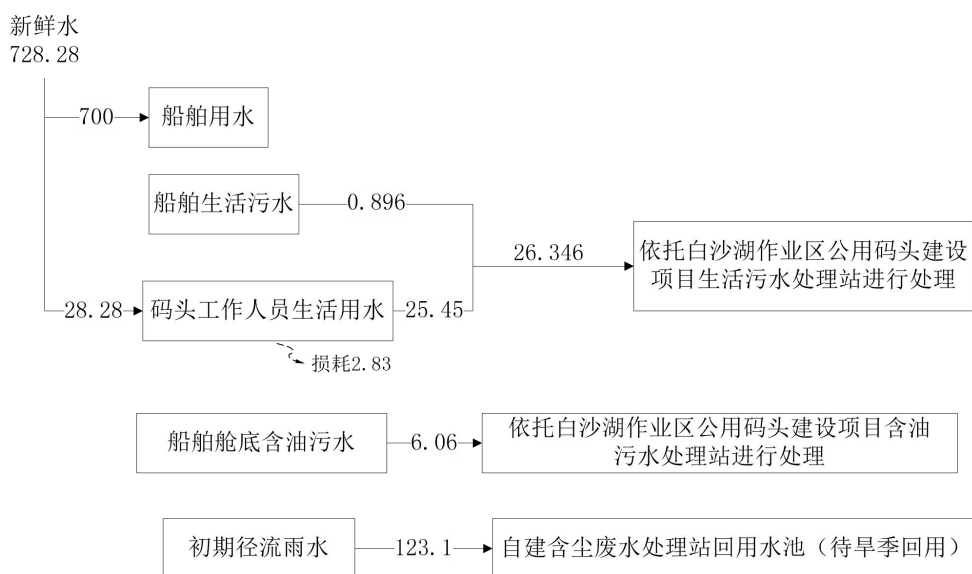 新鲜水
728.28
700
船舶用水
船舶生活污水
0.896
26.346
依托白沙湖作业区公用码头建设
项目生活污水处理站进行处理
28.28
码头工作人员生活用水
25.45
损耗2.83
船舶舱底含油污水
6.06
依托白沙湖作业区公用码头建设项目含油
污水处理站进行处理
初期径流雨水
123.1
自建含尘废水处理站回用水池（待旱季回用）